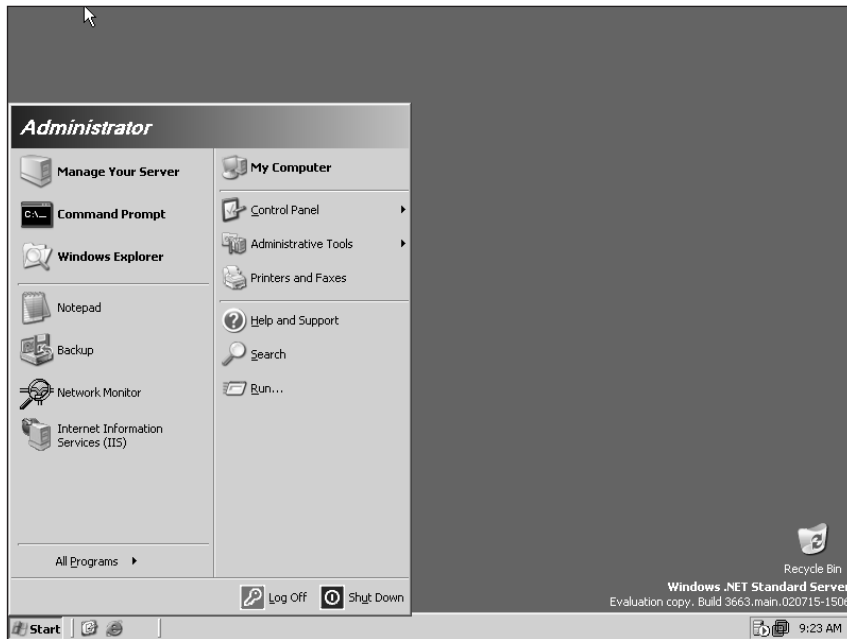 Administrator
Manage Your Server
Command Prompt
Windows Explorer
Notepad
Backup
Network Monitor
Internet Information
Services (IIS)
All Programs
My Computer
Control Panel
Administrative Tools
Printers and Faxes
Help and Support
Search
Run...
Log Off
Shut Down
Recycle Bin
Windows .NET Standard Server
Evaluation copy. Build 3663.main.020715-1506
Start
9:23 AM